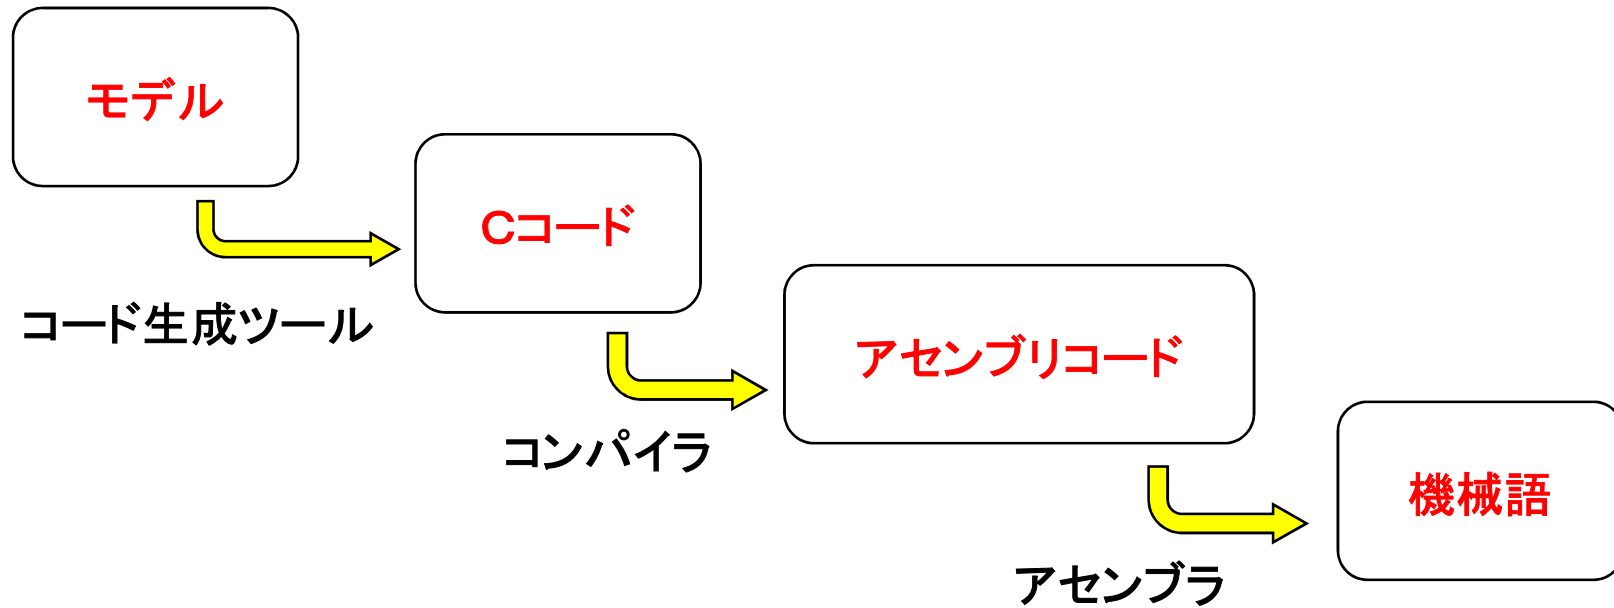 モデル
コード生成ツール
Cコード
コンパイラ
アセンブリコード
アセンブラ
機械語